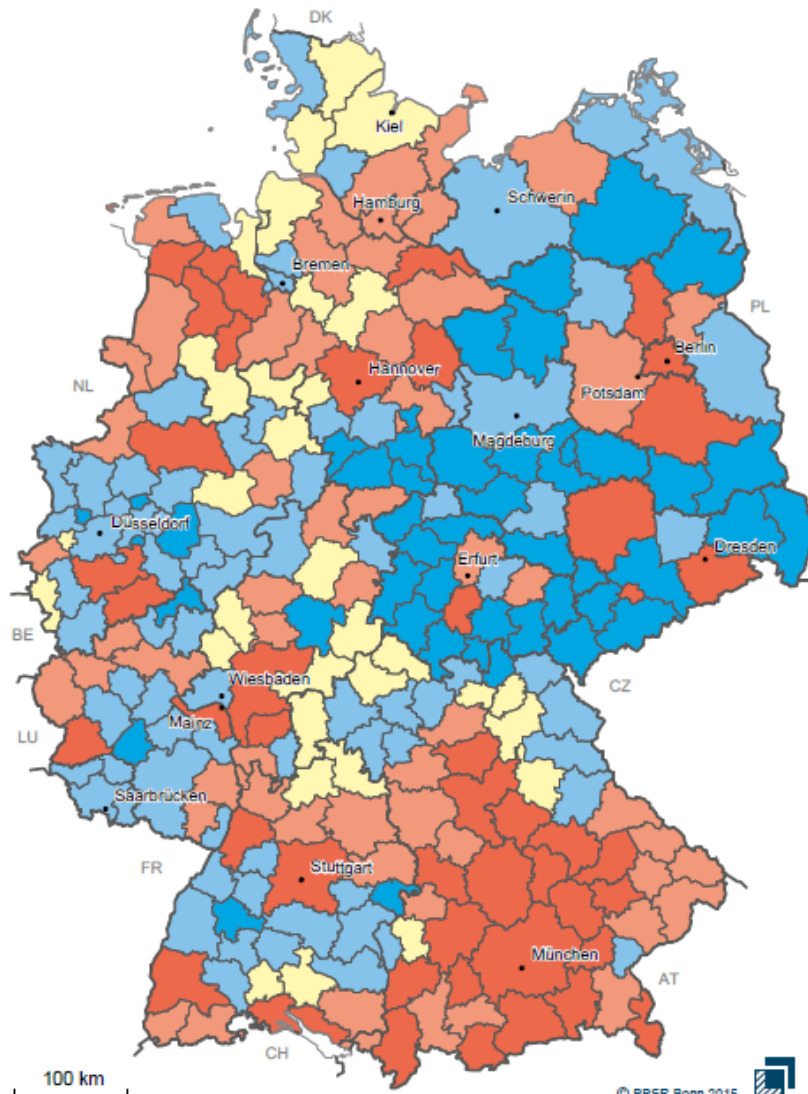 DK
Kiel
Hamburg
Schwerin
Bremen
PL
Berlin
Hannover
NL
Potsdam
Magdeburg
Düsseldorf
Dresden
Erfurt
BE
CZ
Wiesbaden
LU
Mainz
Saarbrücken
FR
Stuttgart
München
AT
CH
100 km
© BBSR Bonn 2015